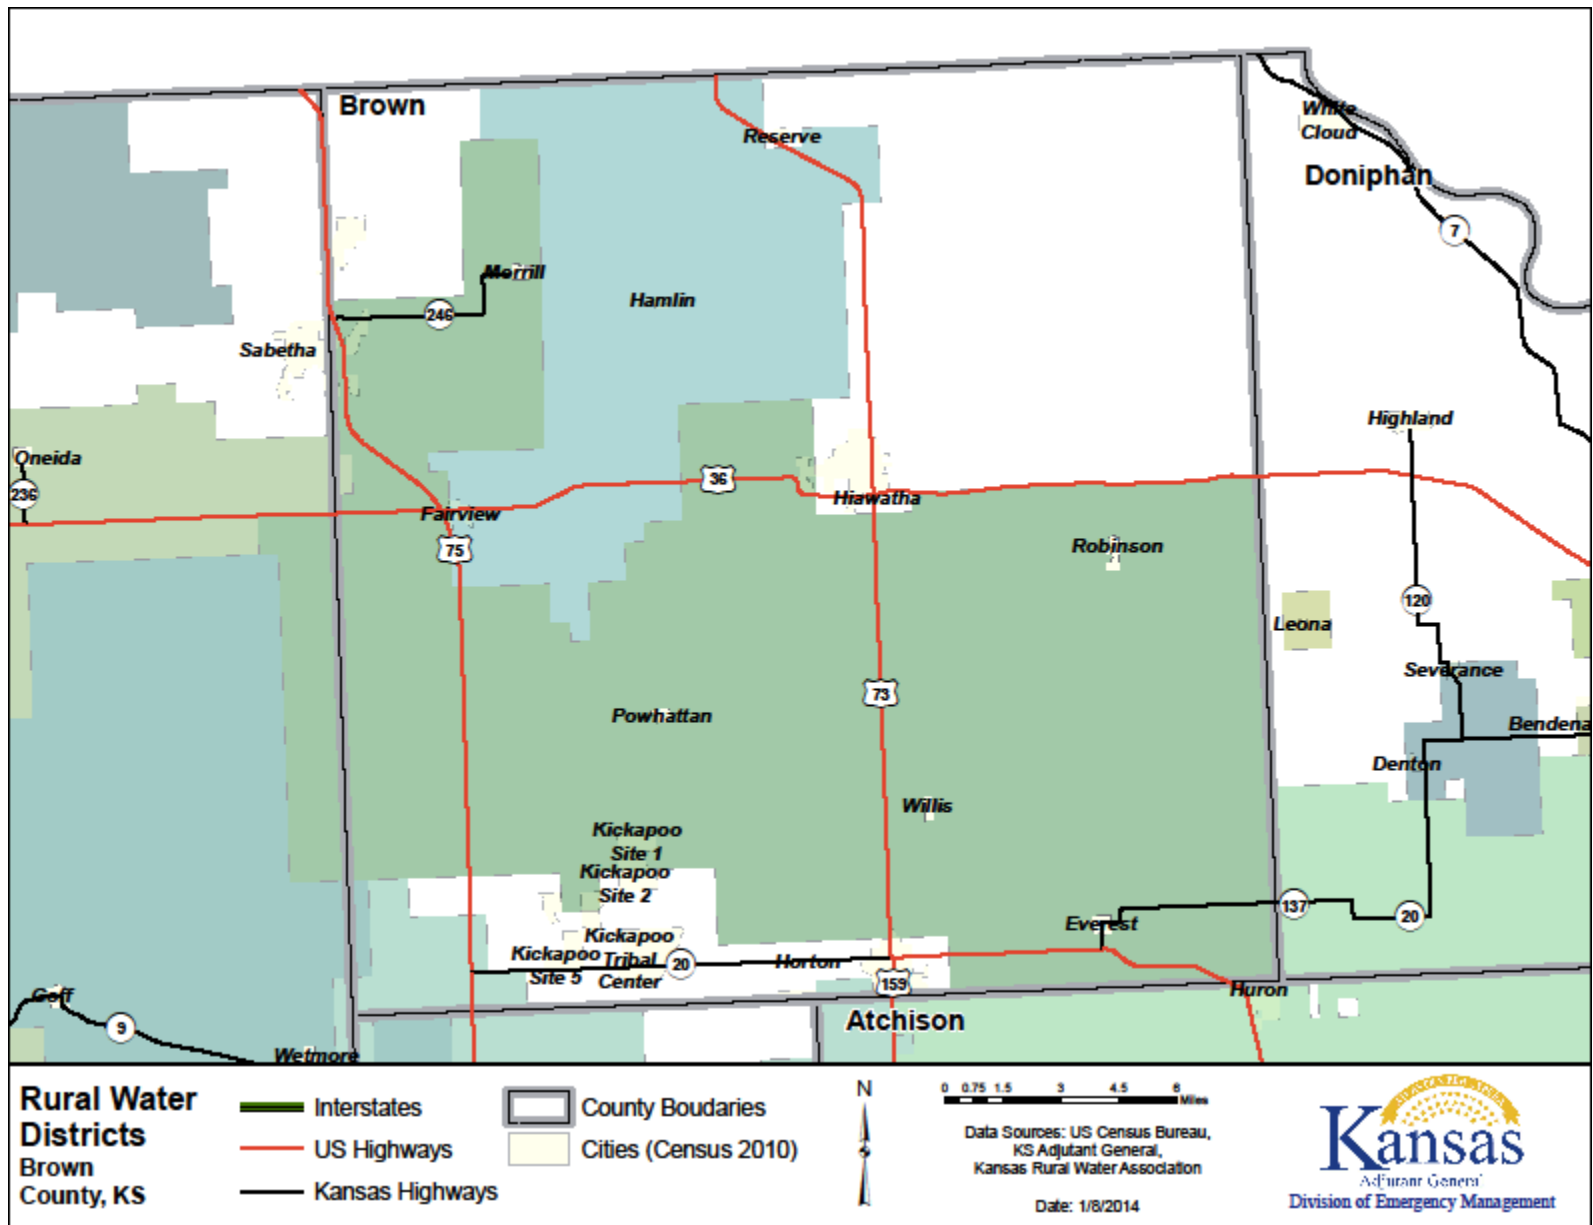 Brown
Reserve
White
Cloud
Doniphan
7
Morrill
246
Hamlin
Sabetha
Highland
Oneida
236
36
Hiawatha
Fairview
75
Robinson
120
Leona
Severance
73
Powhattan
Bendena
Denton
Willis
Kickapoo
Site 1
Kickapoo
Site 2
137
20
Everest
Kickapoo
Tribal
Center
Kickapoo
Site 5
20
Horton
159
Huron
Goff
9
Atchison
Wetmore
Rural Water
Districts
Brown
County, KS
Interstates
US Highways
Kansas Highways
County Boudaries
Cities (Census 2010)
N
0 0.75 1.5 3 4.5 6
Miles
Data Sources: US Census Bureau,
KS Adjutant General,
Kansas Rural Water Association
Date: 1/8/2014
Kansas
Adjutant General
Division of Emergency Management